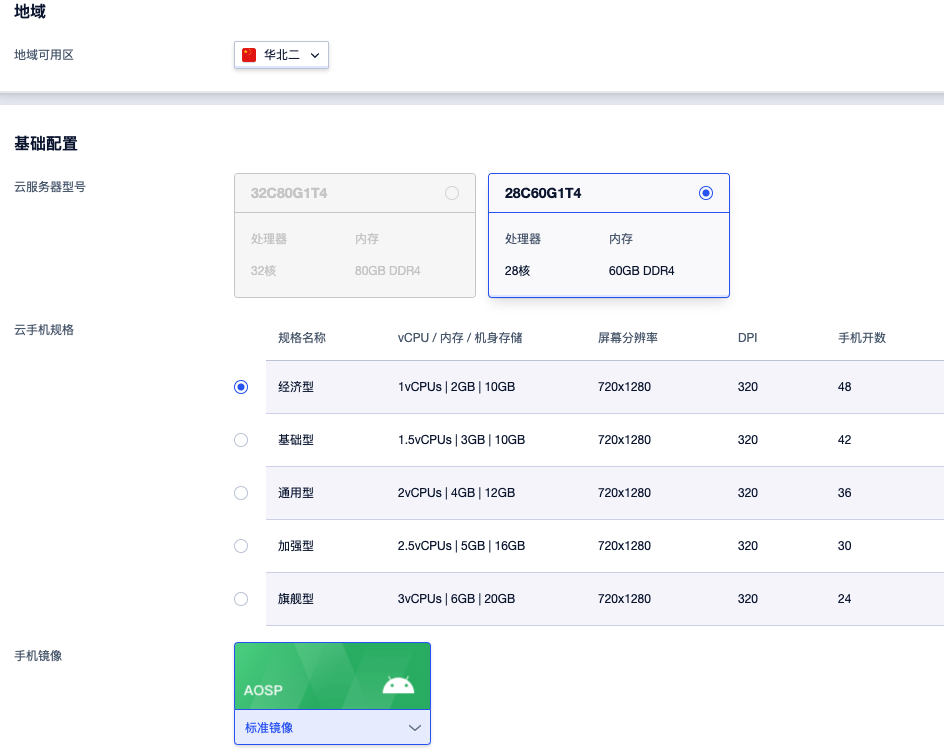 地域
地域可用区 华北二
基础配置
云服务器型号
32C80G1T4 28C60G1T4
处理器 内存 处理器 内存
32核 80GB DDR4 28核 60GB DDR4
云手机规格
规格名称 vCPU / 内存 / 机身存储 屏幕分辨率 DPI 手机开数
经济型 1vCPUs | 2GB | 10GB 720x1280 320 48
基础型 1.5vCPUs | 3GB | 10GB 720x1280 320 42
通用型 2vCPUs | 4GB | 12GB 720x1280 320 36
加强型 2.5vCPUs | 5GB | 16GB 720x1280 320 30
旗舰型 3vCPUs | 6GB | 20GB 720x1280 320 24
手机镜像
AOSP
标准镜像